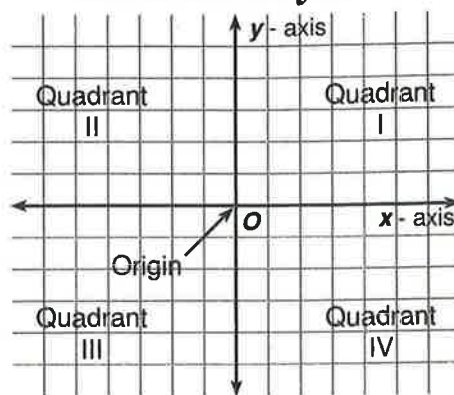 y - axis
Quadrant
II
Quadrant
I
O
x - axis
Origin
Quadrant
III
Quadrant
IV